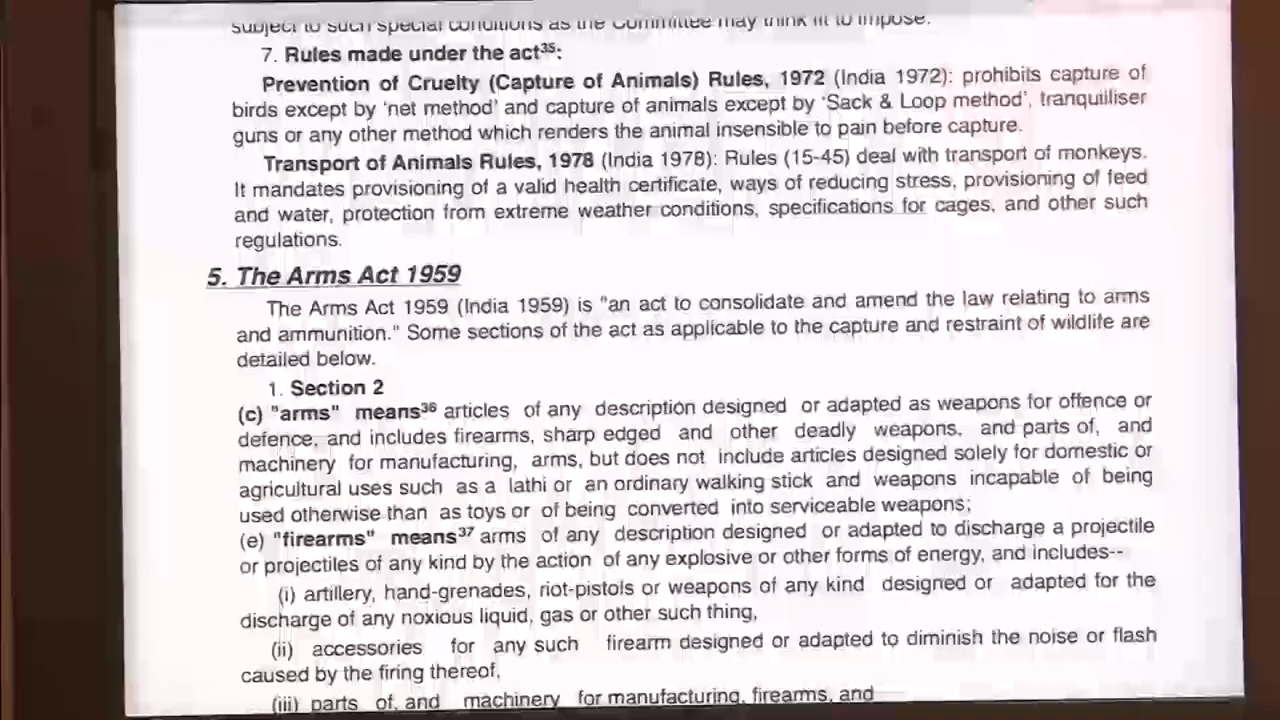 subject to such special conditions as the Committee may think fit to impose.
7. Rules made under the act35:
Prevention of Cruelty (Capture of Animals) Rules, 1972 (India 1972): prohibits capture of
birds except by 'net method' and capture of animals except by 'Sack & Loop method', tranquilliser
guns or any other method which renders the animal insensible to pain before capture.
Transport of Animals Rules, 1978 (India 1978): Rules (15-45) deal with transport of monkeys.
It mandates provisioning of a valid health certificate, ways of reducing stress, provisioning of feed
and water, protection from extreme weather conditions, specifications for cages, and other such
regulations.
5. The Arms Act 1959
The Arms Act 1959 (India 1959) is "an act to consolidate and amend the law relating to arms
and ammunition." Some sections of the act as applicable to the capture and restraint of wildlife are
detailed below.
1. Section 2
(c) "arms" means36 articles of any description designed or adapted as weapons for offence or
defence, and includes firearms, sharp edged and other deadly weapons, and parts of, and
machinery for manufacturing, arms, but does not include articles designed solely for domestic or
agricultural uses such as a lathi or an ordinary walking stick and weapons incapable of being
used otherwise than as toys or of being converted into serviceable weapons;
(e) "firearms" means37 arms of any description designed or adapted to discharge a projectile
or projectiles of any kind by the action of any explosive or other forms of energy, and includes--
(i) artillery, hand-grenades, riot-pistols or weapons of any kind designed or adapted for the
discharge of any noxious liquid, gas or other such thing,
(ii) accessories for any such firearm designed or adapted to diminish the noise or flash
caused by the firing thereof,
(iii) parts of, and machinery for manufacturing, firearms, and